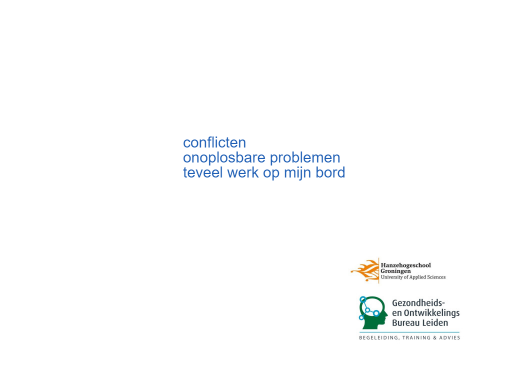 conflicten
onoplosbare problemen
teveel werk op mijn bord
Hanzehogeschool
Groningen
University of Applied Sciences
Gezondheids-
en Ontwikkelings
Bureau Leiden
BEGELEIDING, TRAINING & ADVIES